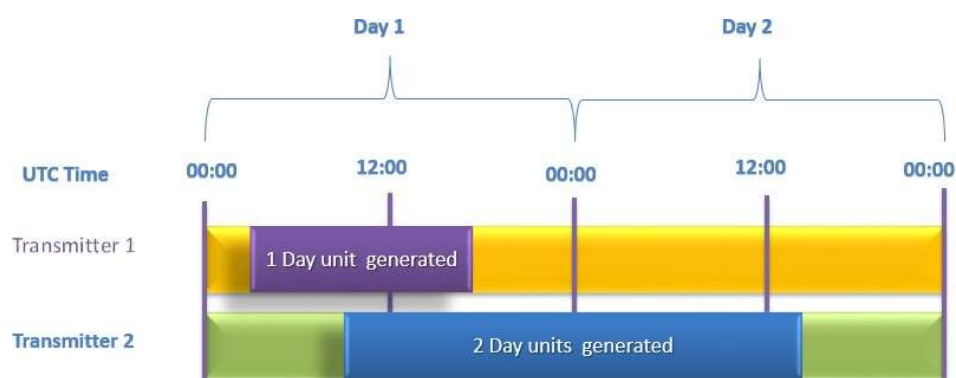 Day 1
Day 2
UTC Time
00:00
12:00
00:00
12:00
00:00
Transmitter 1
1 Day unit generated
Transmitter 2
2 Day units generated